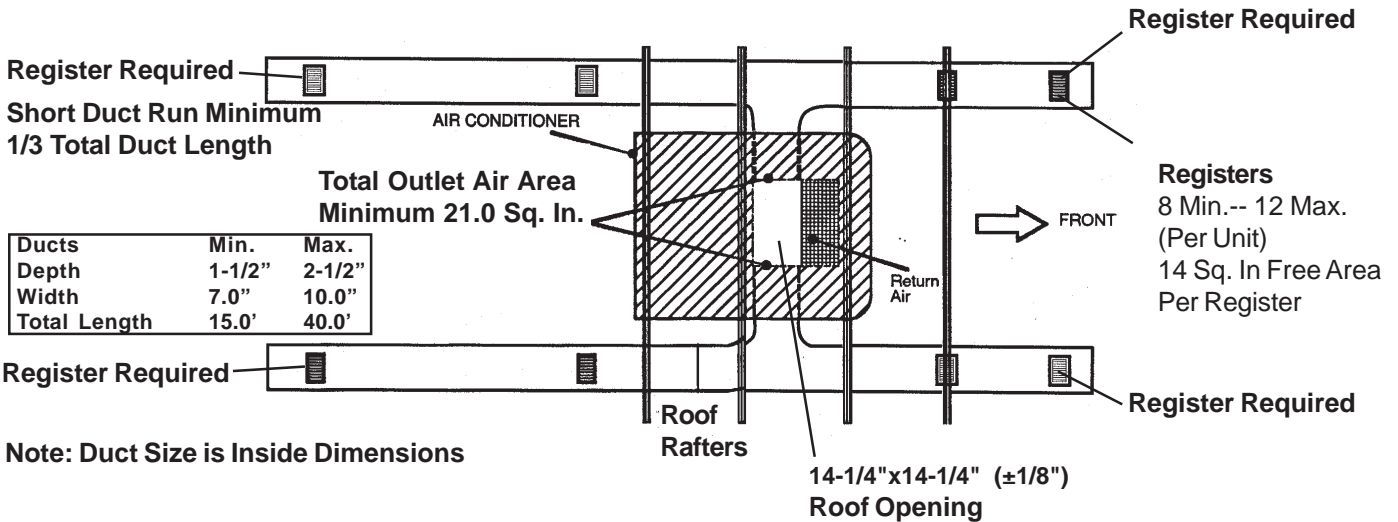 Register Required
Register Required
Short Duct Run Minimum
1/3 Total Duct Length
AIR CONDITIONER
Total Outlet Air Area
Minimum 21.0 Sq. In.
Registers
8 Min.-- 12 Max.
(Per Unit)
14 Sq. In Free Area
Per Register
FRONT
Ducts Min. Max.
Depth 1-1/2” 2-1/2”
Width 7.0” 10.0”
Total Length 15.0’ 40.0’
Return
Air
Register Required
Register Required
Roof
Rafters
Note: Duct Size is Inside Dimensions
14-1/4"x14-1/4" (±1/8")
Roof Opening